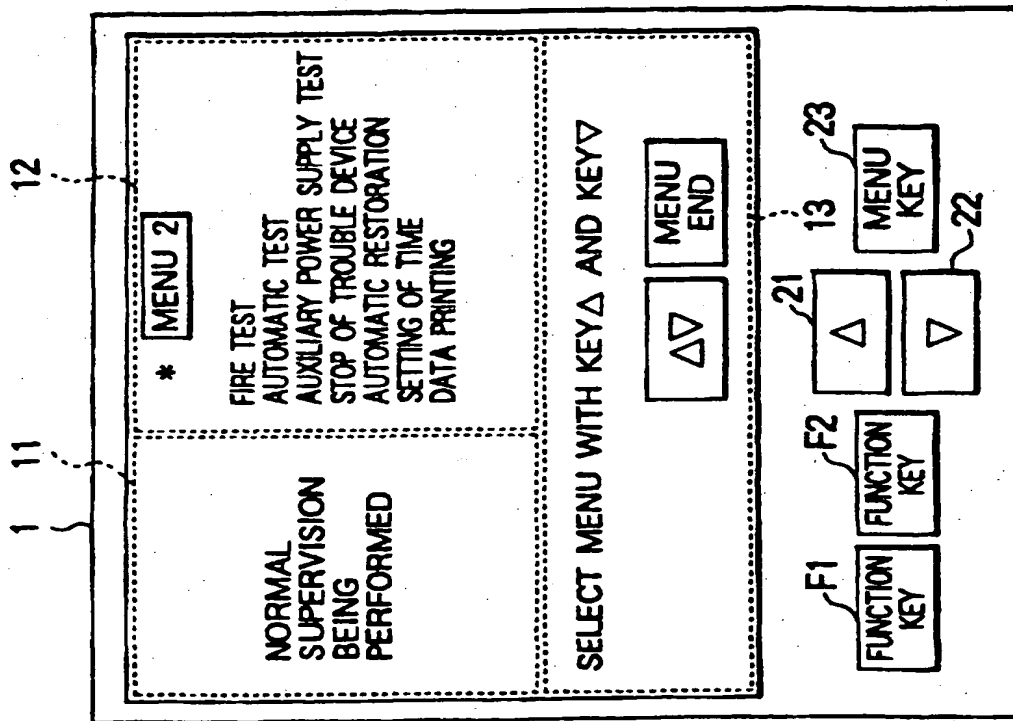 1
11
12
* MENU 2
NORMAL
SUPERVISION
BEING
PERFORMED
FIRE TEST
AUTOMATIC TEST
AUXILIARY POWER SUPPLY TEST
STOP OF TROUBLE DEVICE
AUTOMATIC RESTORATION
SETTING OF TIME
DATA PRINTING
SELECT MENU WITH KEY△ AND KEY▽
△▽
MENU
END
13
F1
FUNCTION
KEY
F2
FUNCTION
KEY
21
△
▽
22
23
MENU
KEY